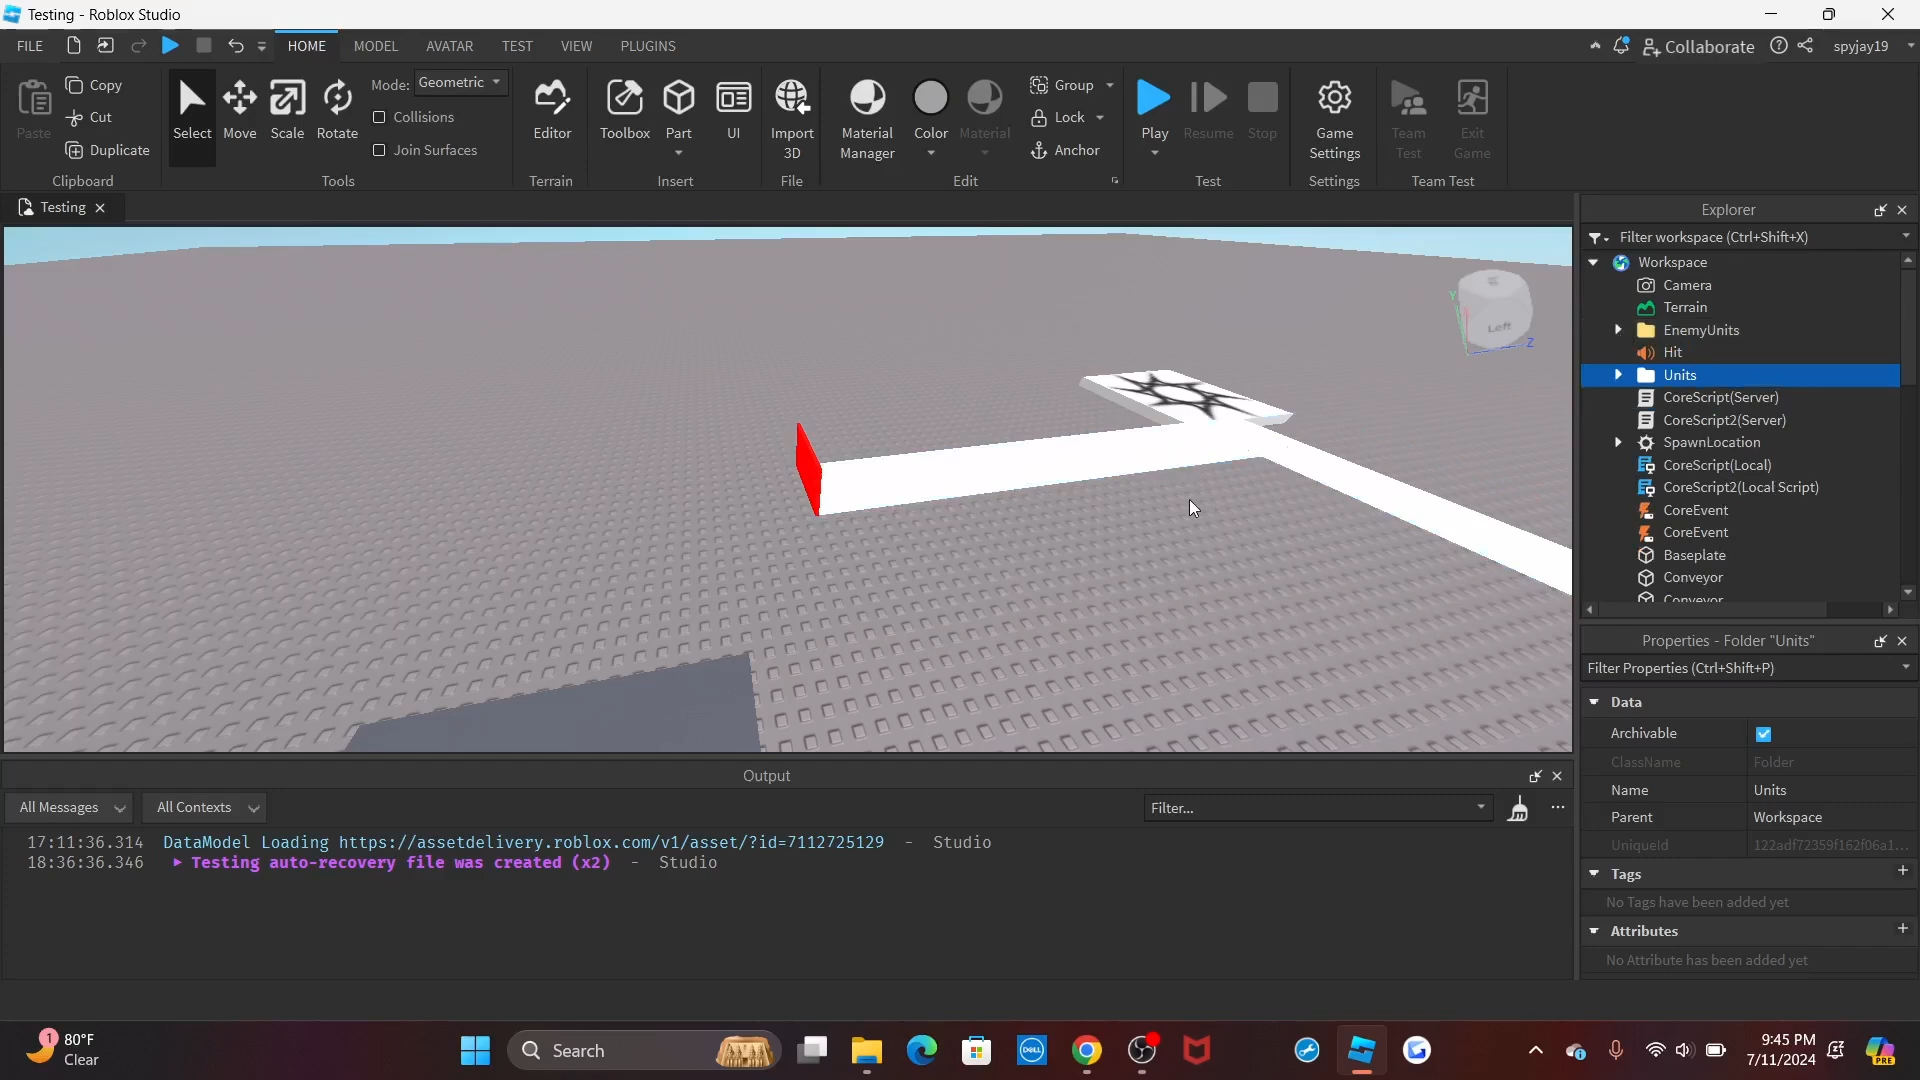 Testing - Roblox Studio
FILE HOME MODEL AVATAR TEST VIEW PLUGINS Collaborate spyjay19
Paste Copy Cut Duplicate Clipboard
Select Move Scale Rotate Mode: Geometric Collisions Join Surfaces Tools
Editor Terrain
Toolbox Part UI Insert
Import 3D File
Material Manager Color Material Group Lock Anchor Edit
Play Resume Stop Test
Game Settings Settings
Team Test Exit Game Team Test
Testing
Left
Y
Z
Explorer
Filter workspace (Ctrl+Shift+X)
Workspace
Camera
Terrain
EnemyUnits
Hit
Units
CoreScript(Server)
CoreScript2(Server)
SpawnLocation
CoreScript(Local)
CoreScript2(Local Script)
CoreEvent
CoreEvent
Baseplate
Conveyor
Conveyor
Properties - Folder "Units"
Filter Properties (Ctrl+Shift+P)
Data
Archivable
ClassName Folder
Name Units
Parent Workspace
UniqueId 122adf72359f162f06a1...
Tags
No Tags have been added yet
Attributes
No Attribute has been added yet
Output
All Messages All Contexts Filter...
17:11:36.314 DataModel Loading https://assetdelivery.roblox.com/v1/asset/?id=7112725129 - Studio
18:36:36.346 Testing auto-recovery file was created (x2) - Studio
1 80°F
Clear
Search
DELL
9:45 PM
7/11/2024
PRE